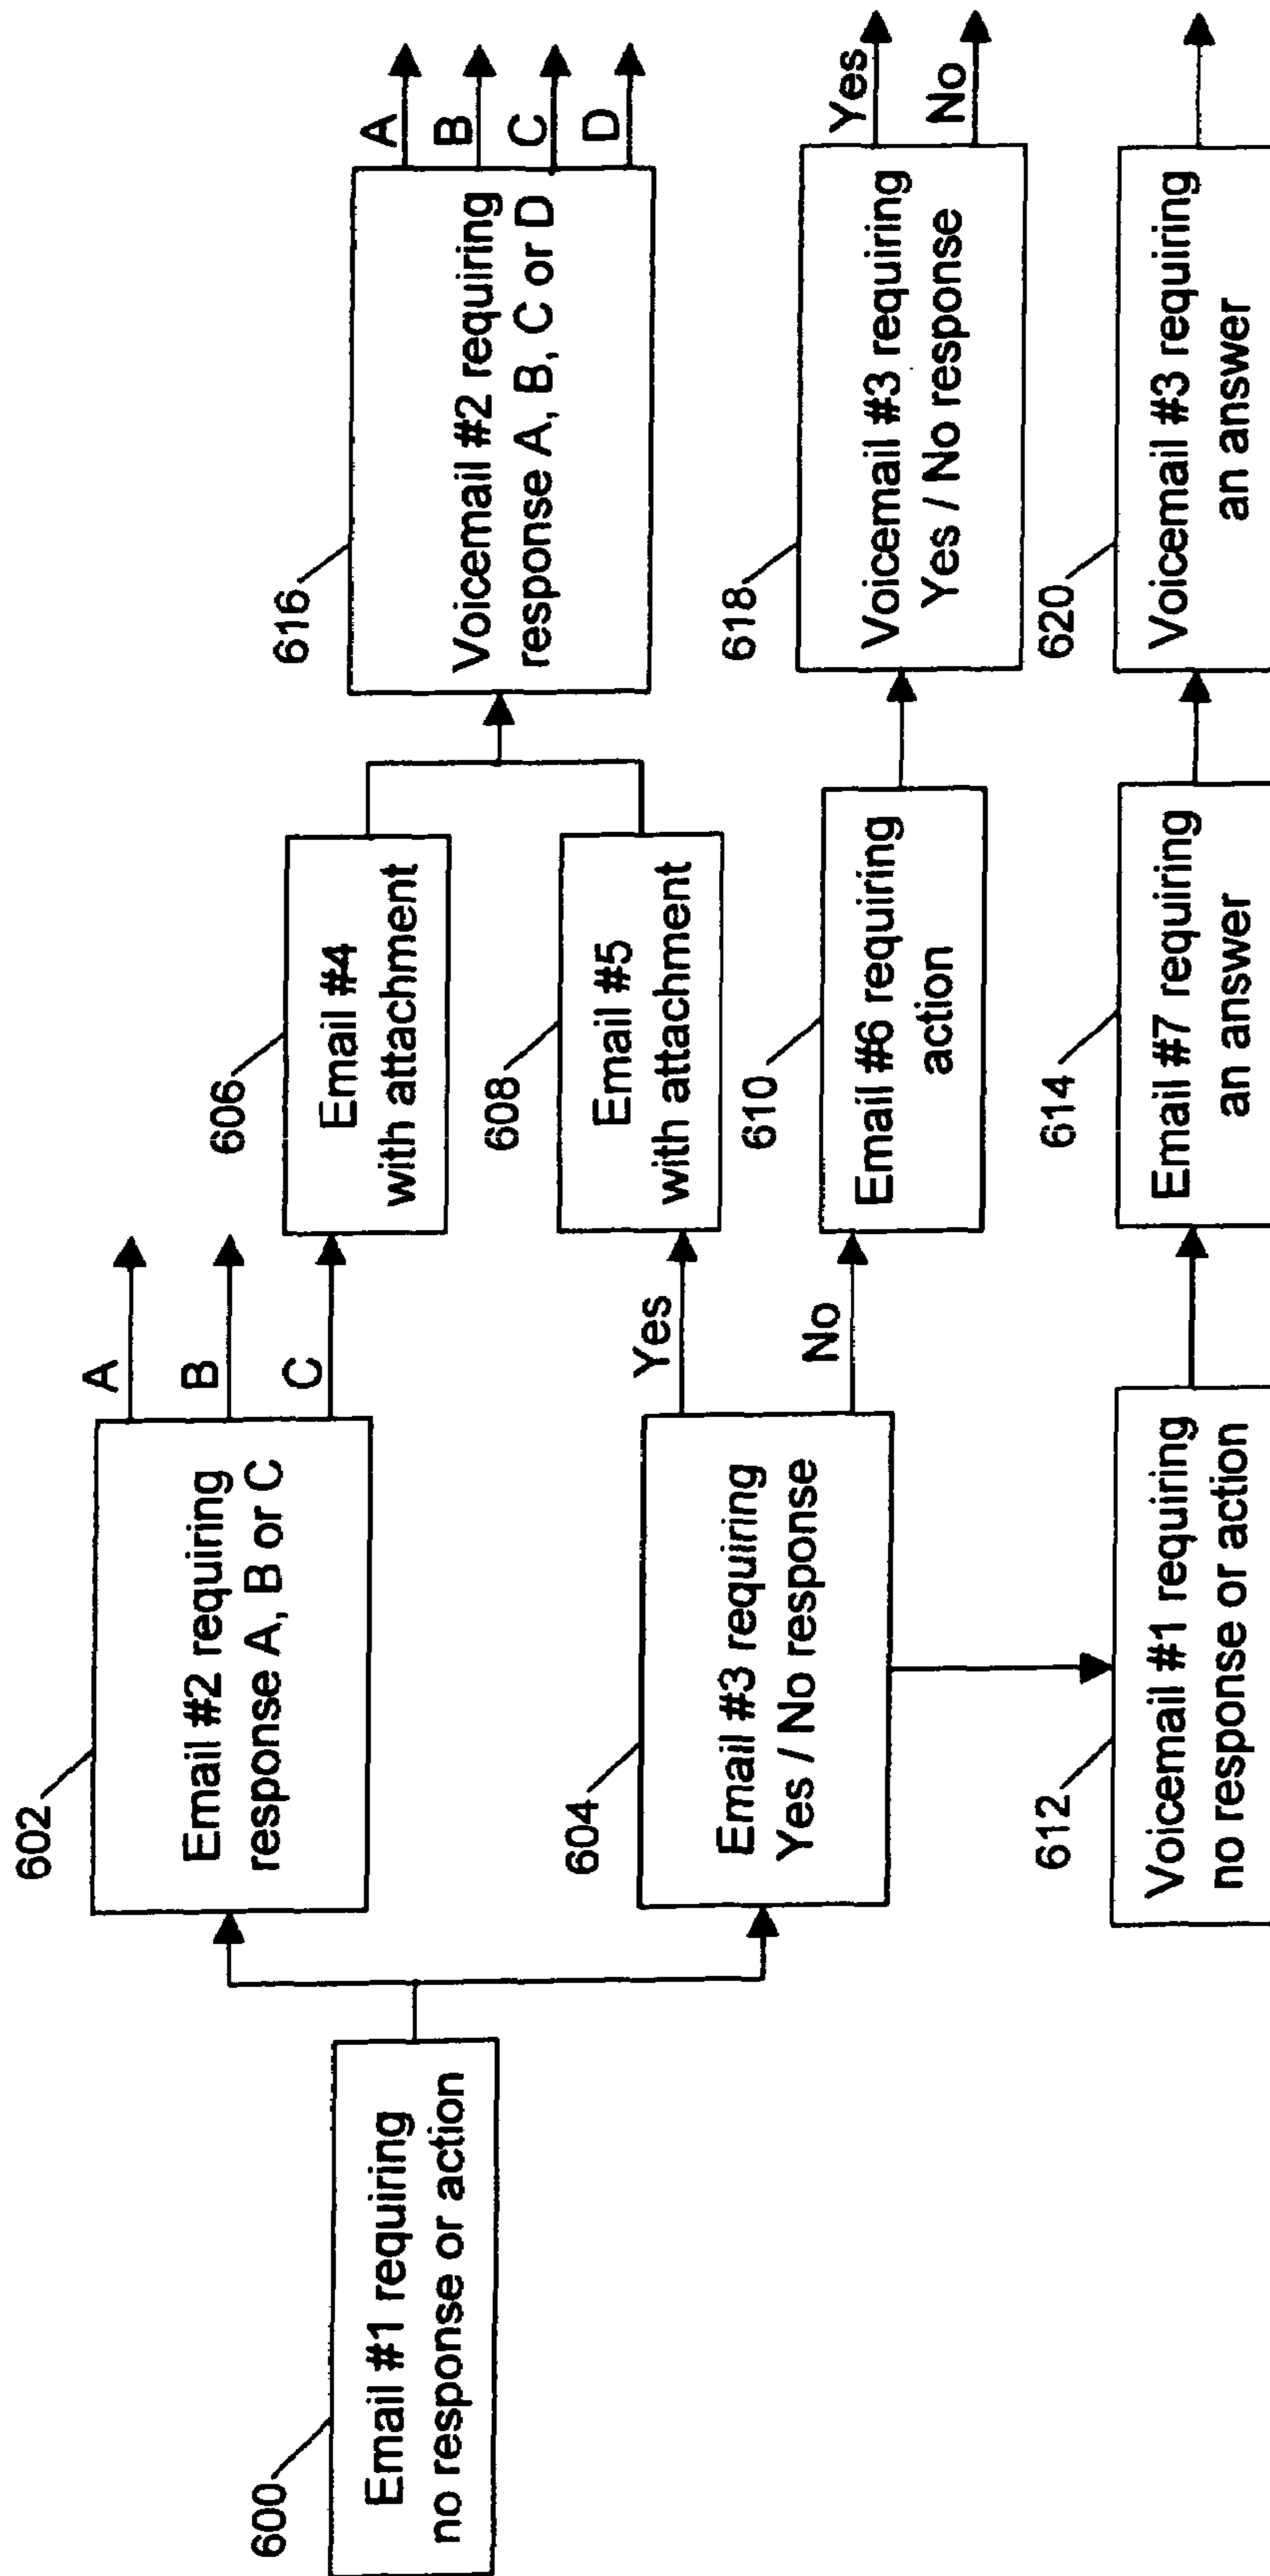 600
Email #1 requiring
no response or action
602
Email #2 requiring
response A, B or C
A
B
C
604
Email #3 requiring
Yes / No response
Yes
No
606
Email #4
with attachment
608
Email #5
with attachment
610
Email #6 requiring
action
612
Voicemail #1 requiring
no response or action
614
Email #7 requiring
an answer
616
Voicemail #2 requiring
response A, B, C or D
A
B
C
D
618
Voicemail #3 requiring
Yes / No response
Yes
No
620
Voicemail #3 requiring
an answer